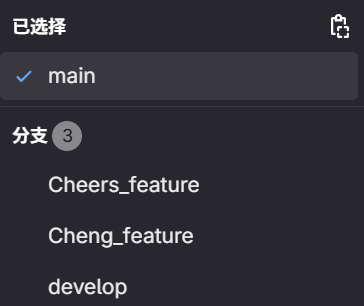 已选择
main
分支 3
Cheers_feature
Cheng_feature
develop